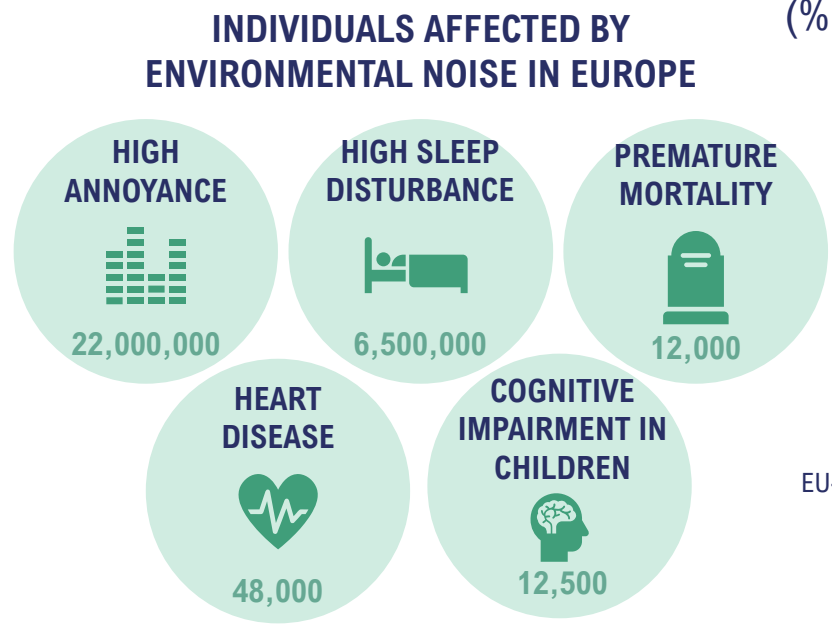 INDIVIDUALS AFFECTED BY
ENVIRONMENTAL NOISE IN EUROPE
(%
HIGH
ANNOYANCE
22,000,000
HIGH SLEEP
DISTURBANCE
6,500,000
PREMATURE
MORTALITY
12,000
HEART
DISEASE
48,000
COGNITIVE
IMPAIRMENT IN
CHILDREN
12,500
EU-